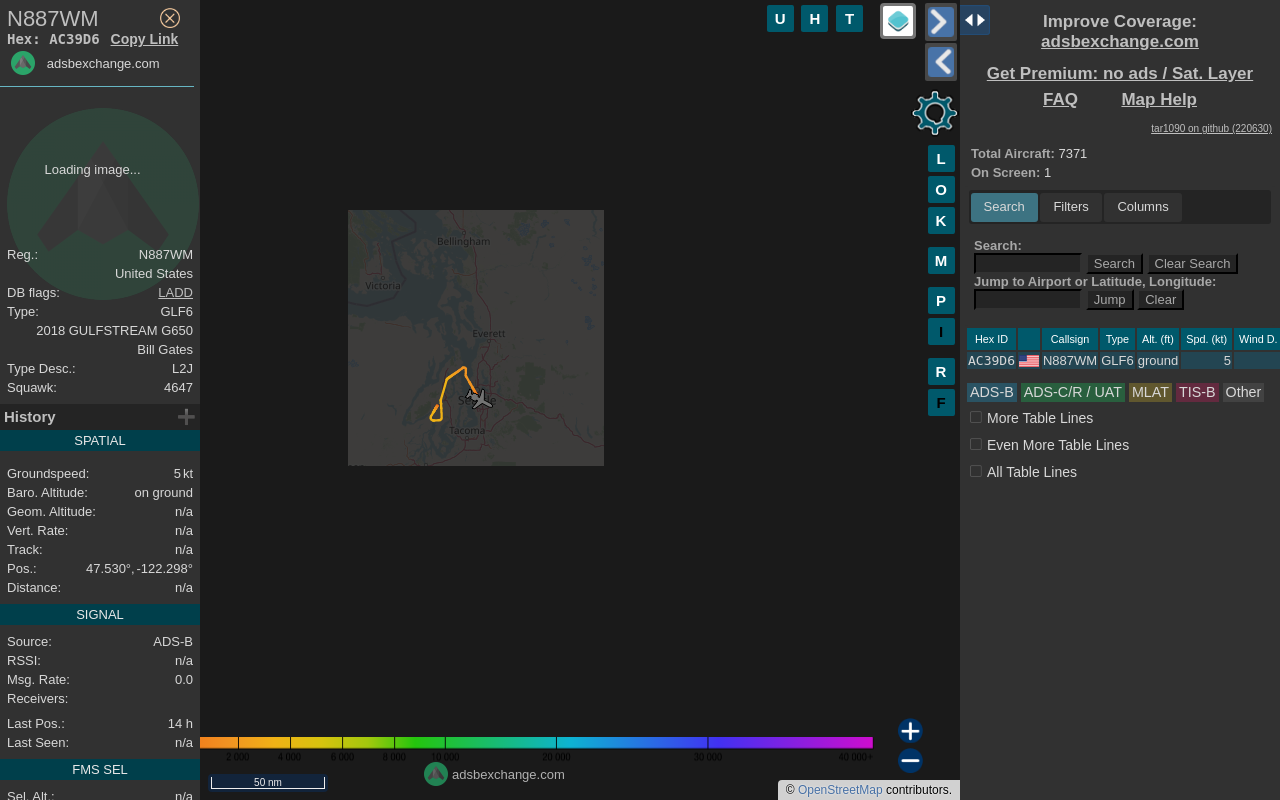 N887WM
Hex: AC39D6 Copy Link
adsbexchange.com
Loading image...
Reg.: N887WM
United States
DB flags: LADD
Type: GLF6
2018 GULFSTREAM G650
Bill Gates
Type Desc.: L2J
Squawk: 4647
History
SPATIAL
Groundspeed: 5 kt
Baro. Altitude: on ground
Geom. Altitude: n/a
Vert. Rate: n/a
Track: n/a
Pos.: 47.530°, -122.298°
Distance: n/a
SIGNAL
Source: ADS-B
RSSI: n/a
Msg. Rate: 0.0
Receivers:
Last Pos.: 14 h
Last Seen: n/a
FMS SEL
Sel. Alt.: n/a
U H T
L
O
K
M
P
I
R
F
Bellingham
Victoria
Everett
Tacoma
2 000 4 000 6 000 8 000 10 000 20 000 30 000 40 000+
adsbexchange.com
50 nm
© OpenStreetMap contributors.
Improve Coverage:
adsbexchange.com
Get Premium: no ads / Sat. Layer
FAQ Map Help
tar1090 on github (220630)
Total Aircraft: 7371
On Screen: 1
Search Filters Columns
Search:
Search Clear Search
Jump to Airport or Latitude, Longitude:
Jump Clear
Hex ID Callsign Type Alt. (ft) Spd. (kt) Wind D.
AC39D6 N887WM GLF6 ground 5
ADS-B ADS-C/R / UAT MLAT TIS-B Other
More Table Lines
Even More Table Lines
All Table Lines